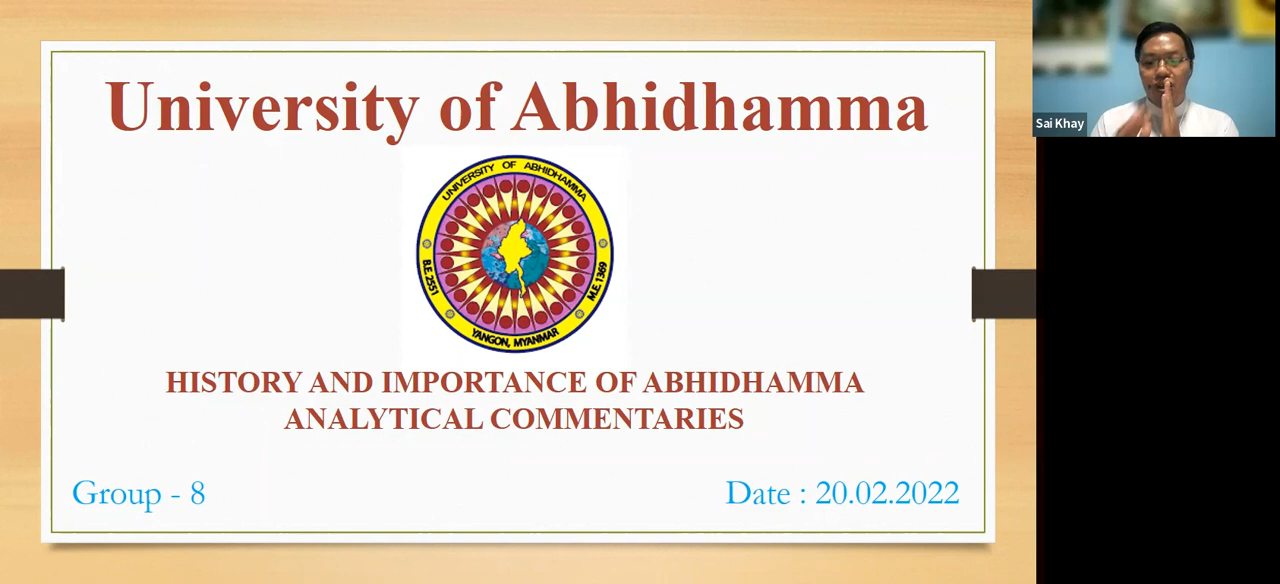 University of Abhidhamma
UNIVERSITY OF ABHIDHAMMA
B.E. 2551
M.E. 1369
YANGON, MYANMAR
HISTORY AND IMPORTANCE OF ABHIDHAMMA
ANALYTICAL COMMENTARIES
Group - 8
Date : 20.02.2022
Sai Khay